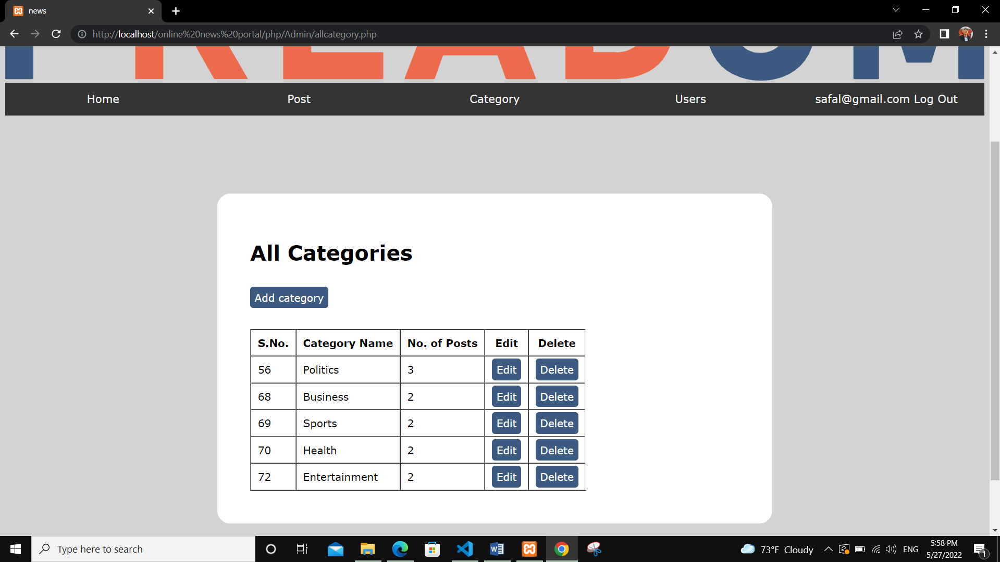 news
http://localhost/online%20news%20portal/php/Admin/allcategory.php
Home Post Category Users safal@gmail.com Log Out
All Categories
Add category
S.No. Category Name No. of Posts Edit Delete
56 Politics 3 Edit Delete
68 Business 2 Edit Delete
69 Sports 2 Edit Delete
70 Health 2 Edit Delete
72 Entertainment 2 Edit Delete
Type here to search
73°F Cloudy
ENG
5:58 PM
5/27/2022
1